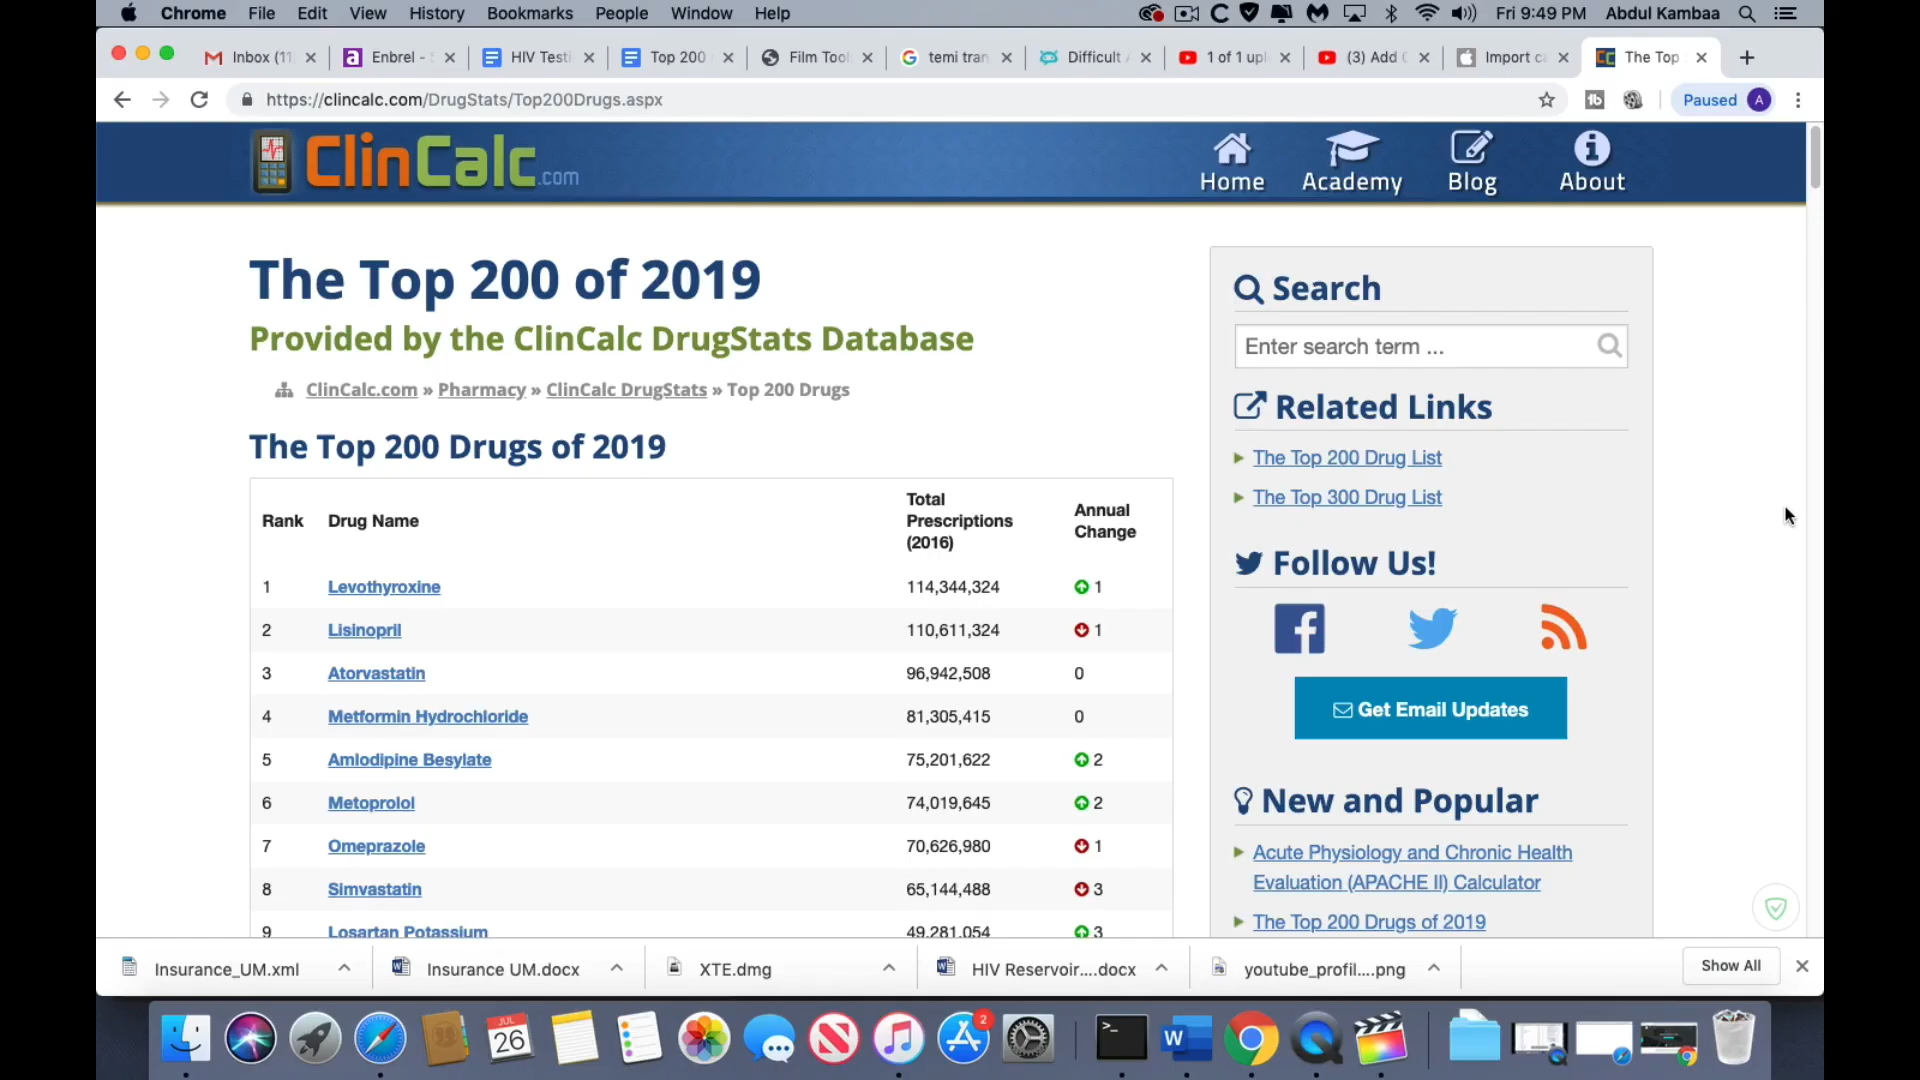 Chrome File Edit View History Bookmarks People Window Help Fri 9:49 PM Abdul Kambaa
Inbox (11 Enbrel - HIV Testi Top 200 Film Tool temi tran Difficult 1 of 1 upl (3) Add Import ca The Top
https://clincalc.com/DrugStats/Top200Drugs.aspx Paused A
ClinCalc.com Home Academy Blog About
The Top 200 of 2019
Provided by the ClinCalc DrugStats Database
ClinCalc.com » Pharmacy » ClinCalc DrugStats » Top 200 Drugs
The Top 200 Drugs of 2019
Rank Drug Name Total Prescriptions (2016) Annual Change
1 Levothyroxine 114,344,324 1
2 Lisinopril 110,611,324 1
3 Atorvastatin 96,942,508 0
4 Metformin Hydrochloride 81,305,415 0
5 Amlodipine Besylate 75,201,622 2
6 Metoprolol 74,019,645 2
7 Omeprazole 70,626,980 1
8 Simvastatin 65,144,488 3
9 Losartan Potassium 49,281,054 3
Search
Enter search term ...
Related Links
The Top 200 Drug List
The Top 300 Drug List
Follow Us!
Get Email Updates
New and Popular
Acute Physiology and Chronic Health
Evaluation (APACHE II) Calculator
The Top 200 Drugs of 2019
Insurance_UM.xml Insurance UM.docx XTE.dmg HIV Reservoir....docx youtube_profil....png Show All
JUL
26
2